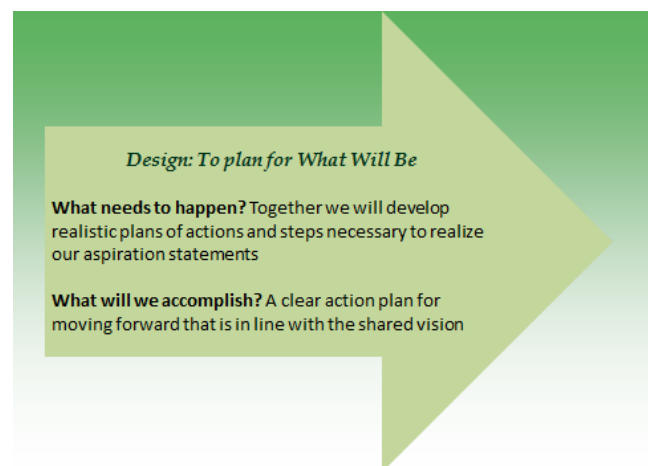 Design: To plan for What Will Be
What needs to happen? Together we will develop
realistic plans of actions and steps necessary to realize
our aspiration statements
What will we accomplish? A clear action plan for
moving forward that is in line with the shared vision